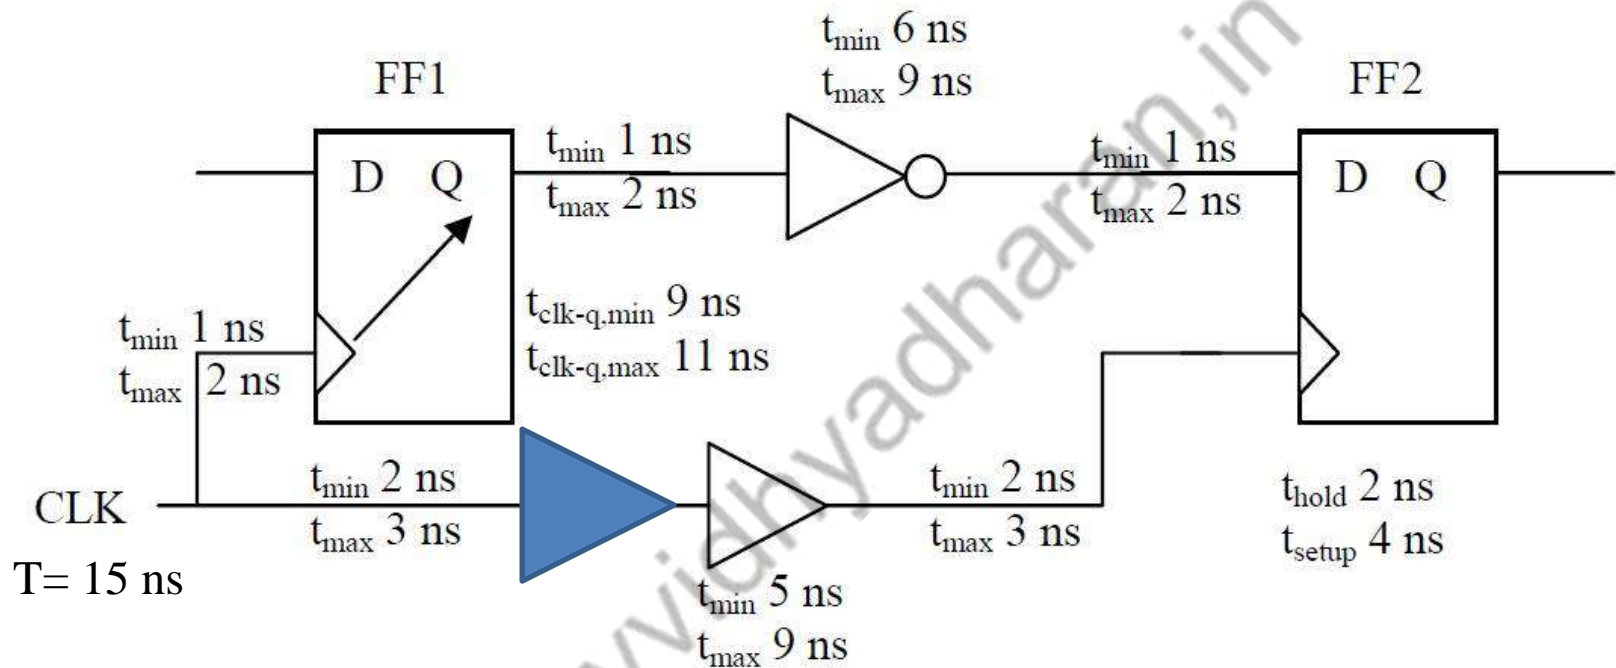 t_min 6 ns
t_max 9 ns
FF1
FF2
t_min 1 ns
t_max 2 ns
t_min 1 ns
t_max 2 ns
D Q
D Q
t_clk-q,min 9 ns
t_clk-q,max 11 ns
t_min 1 ns
t_max 2 ns
t_min 2 ns
t_max 3 ns
t_min 2 ns
t_max 3 ns
CLK
T= 15 ns
t_hold 2 ns
t_setup 4 ns
t_min 5 ns
t_max 9 ns
vidhyadharan,in